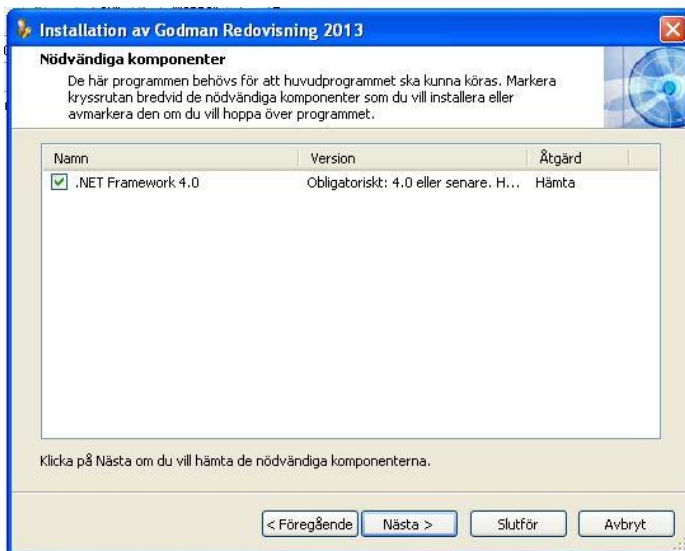 Installation av Godman Redovisning 2013
Nödvändiga komponenter
De här programmen behövs för att huvudprogrammet ska kunna köras. Markera
kryssrutan bredvid de nödvändiga komponenter som du vill installera eller
avmarkera den om du vill hoppa över programmet.
Namn Version Åtgärd
.NET Framework 4.0 Obligatoriskt: 4.0 eller senare. H... Hämta
Klicka på Nästa om du vill hämta de nödvändiga komponenterna.
< Föregående Nästa > Slutför Avbryt